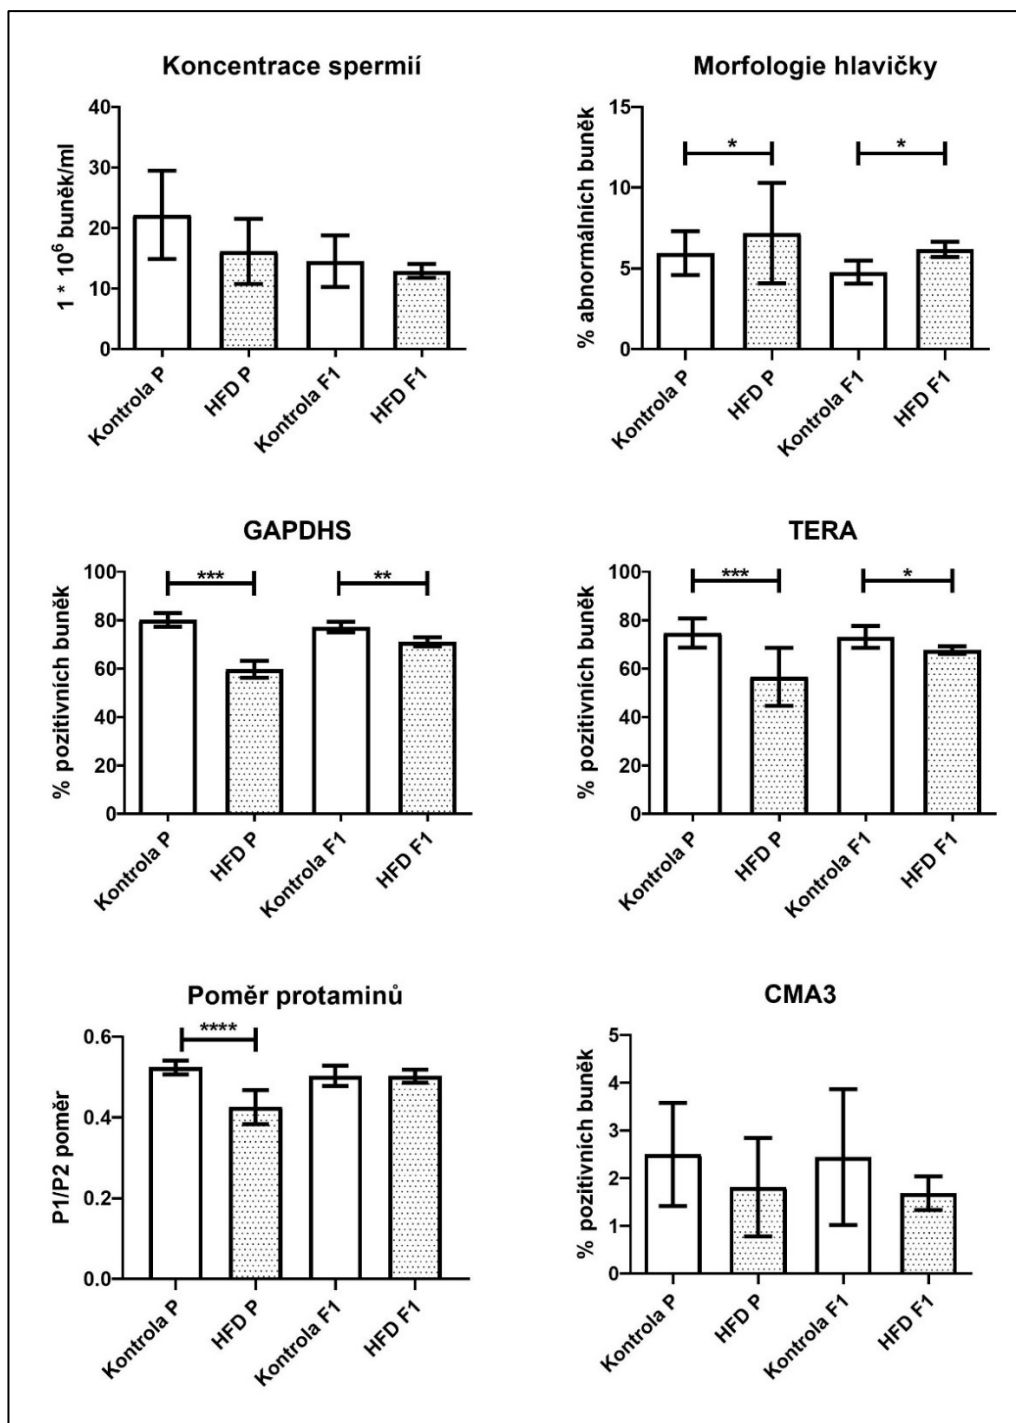 Koncentrace spermií
1 * 10⁶ buněk/ml
40
30
20
10
0
Kontrola P
HFD P
Kontrola F1
HFD F1
Morfologie hlavičky
% abnormálních buněk
15
10
5
0
*
*
Kontrola P
HFD P
Kontrola F1
HFD F1
GAPDHS
% pozitivních buněk
100
80
60
40
20
0
***
**
Kontrola P
HFD P
Kontrola F1
HFD F1
TERA
% pozitivních buněk
100
80
60
40
20
0
***
*
Kontrola P
HFD P
Kontrola F1
HFD F1
Poměr protaminů
P1/P2 poměr
0.6
0.4
0.2
0.0
****
Kontrola P
HFD P
Kontrola F1
HFD F1
CMA3
% pozitivních buněk
5
4
3
2
1
0
Kontrola P
HFD P
Kontrola F1
HFD F1